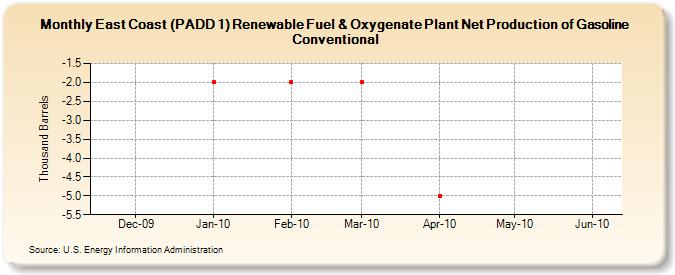 Monthly East Coast (PADD 1) Renewable Fuel & Oxygenate Plant Net Production of Gasoline
Conventional
Thousand Barrels
-1.5
-2.0
-2.5
-3.0
-3.5
-4.0
-4.5
-5.0
-5.5
Dec-09 Jan-10 Feb-10 Mar-10 Apr-10 May-10 Jun-10
Source: U.S. Energy Information Administration